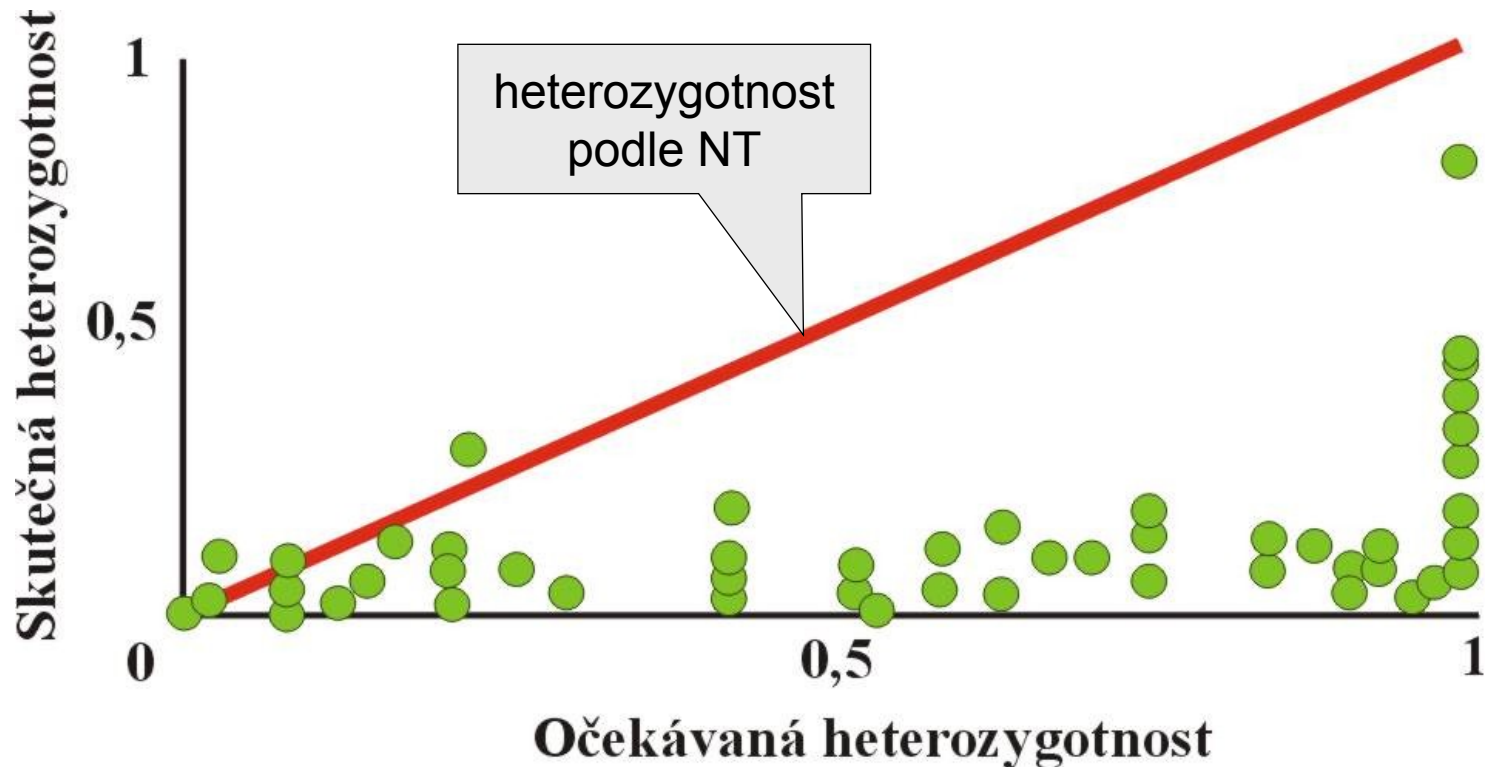 Skutečná heterozygotnost
1
heterozygotnost
podle NT
0,5
0
0,5
1
Očekávaná heterozygotnost